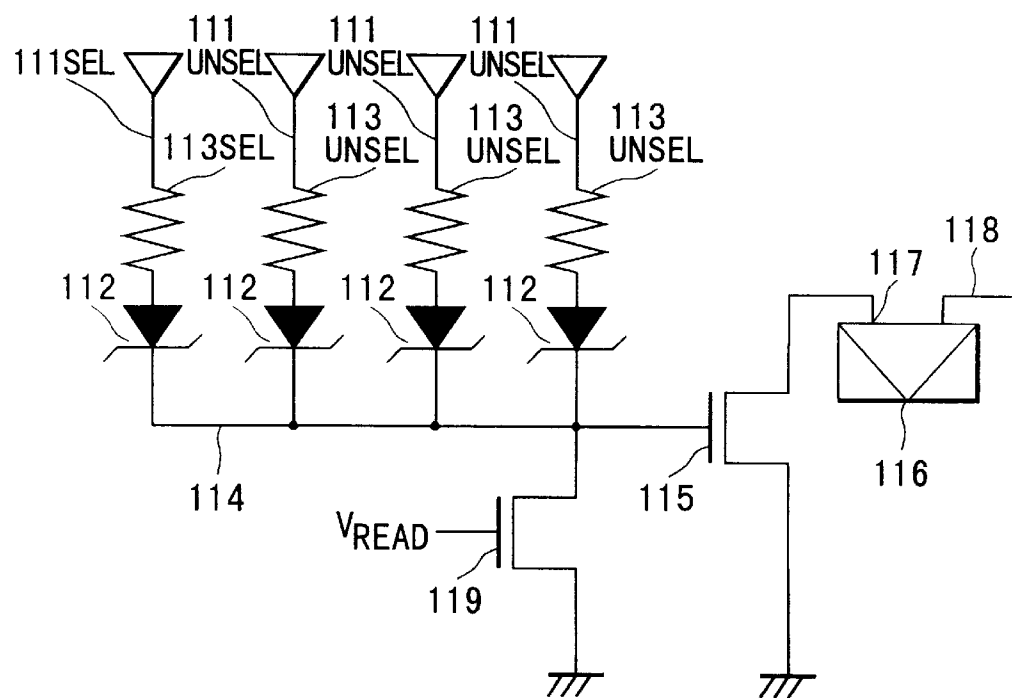 111 111 111
111SEL UNSEL UNSEL UNSEL
113 113 113
113SEL UNSEL UNSEL UNSEL
118
117
112 112 112 112
114 115 116
VREAD
119